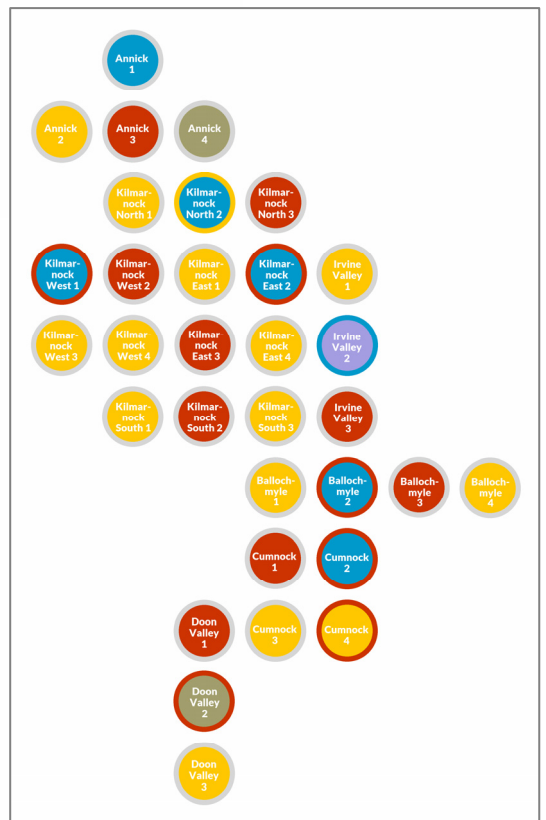 Annick
1
Annick
2
Annick
3
Annick
4
Kilmar-
nock
North 1
Kilmar-
nock
North 2
Kilmar-
nock
North 3
Kilmar-
nock
West 1
Kilmar-
nock
West 2
Kilmar-
nock
East 1
Kilmar-
nock
East 2
Irvine
Valley
1
Kilmar-
nock
West 3
Kilmar-
nock
West 4
Kilmar-
nock
East 3
Kilmar-
nock
East 4
Irvine
Valley
2
Kilmar-
nock
South 1
Kilmar-
nock
South 2
Kilmar-
nock
South 3
Irvine
Valley
3
Balloch-
myle
1
Balloch-
myle
2
Balloch-
myle
3
Balloch-
myle
4
Cumnock
1
Cumnock
2
Doon
Valley
1
Cumnock
3
Cumnock
4
Doon
Valley
2
Doon
Valley
3